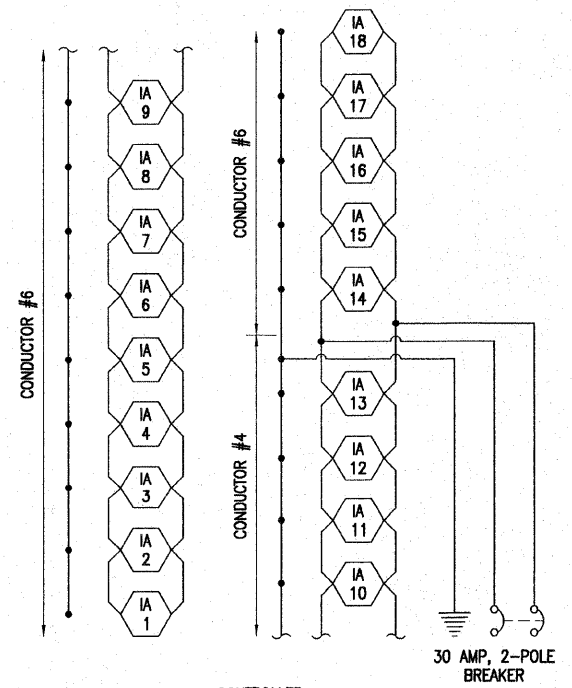 IA
9
IA
8
IA
7
IA
6
IA
5
IA
4
IA
3
IA
2
IA
1
CONDUCTOR #6
IA
18
IA
17
IA
16
IA
15
IA
14
IA
13
IA
12
IA
11
IA
10
CONDUCTOR #6
CONDUCTOR #4
30 AMP, 2-POLE
BREAKER